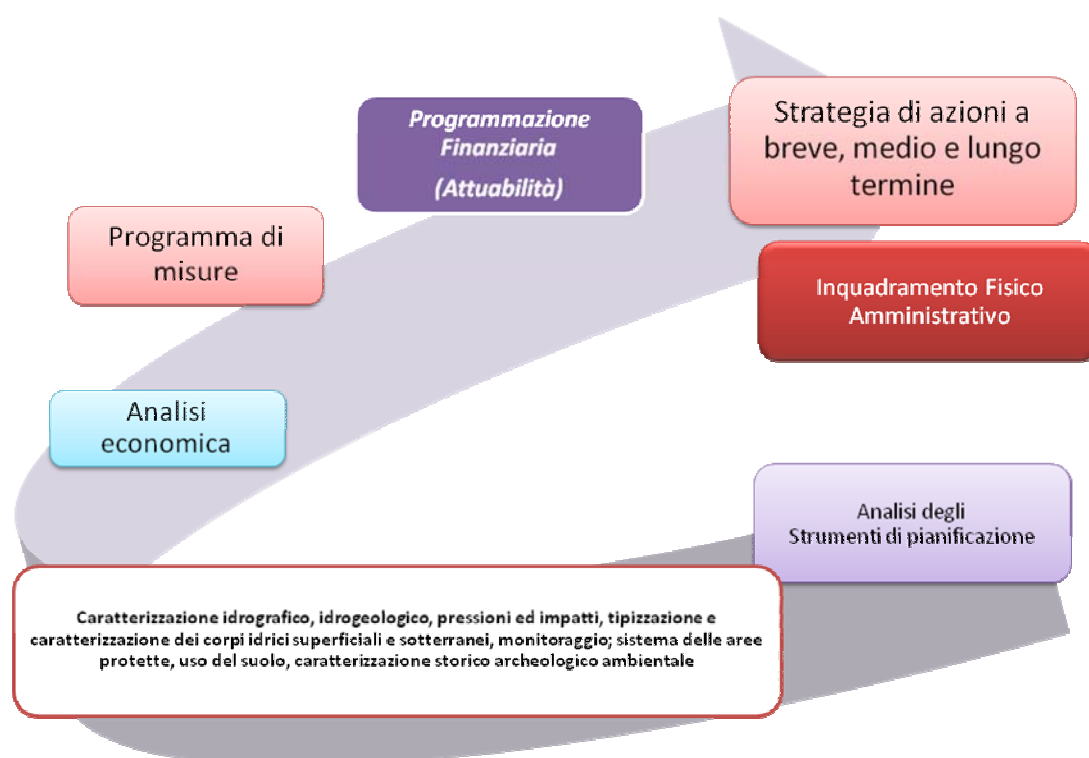 Programmazione
Finanziaria
(Attuabilità)
Strategia di azioni a
breve, medio e lungo
termine
Programma di
misure
Inquadramento Fisico
Amministrativo
Analisi
economica
Analisi degli
Strumenti di pianificazione
Caratterizzazione idrografico, idrogeologico, pressioni ed impatti, tipizzazione e
caratterizzazione dei corpi idrici superficiali e sotterranei, monitoraggio; sistema delle aree
protette, uso del suolo, caratterizzazione storico archeologico ambientale